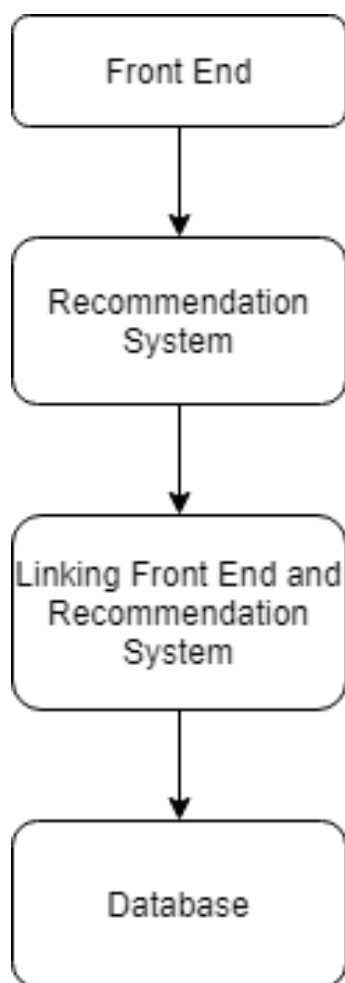 Front End
Recommendation
System
Linking Front End and
Recommendation
System
Database